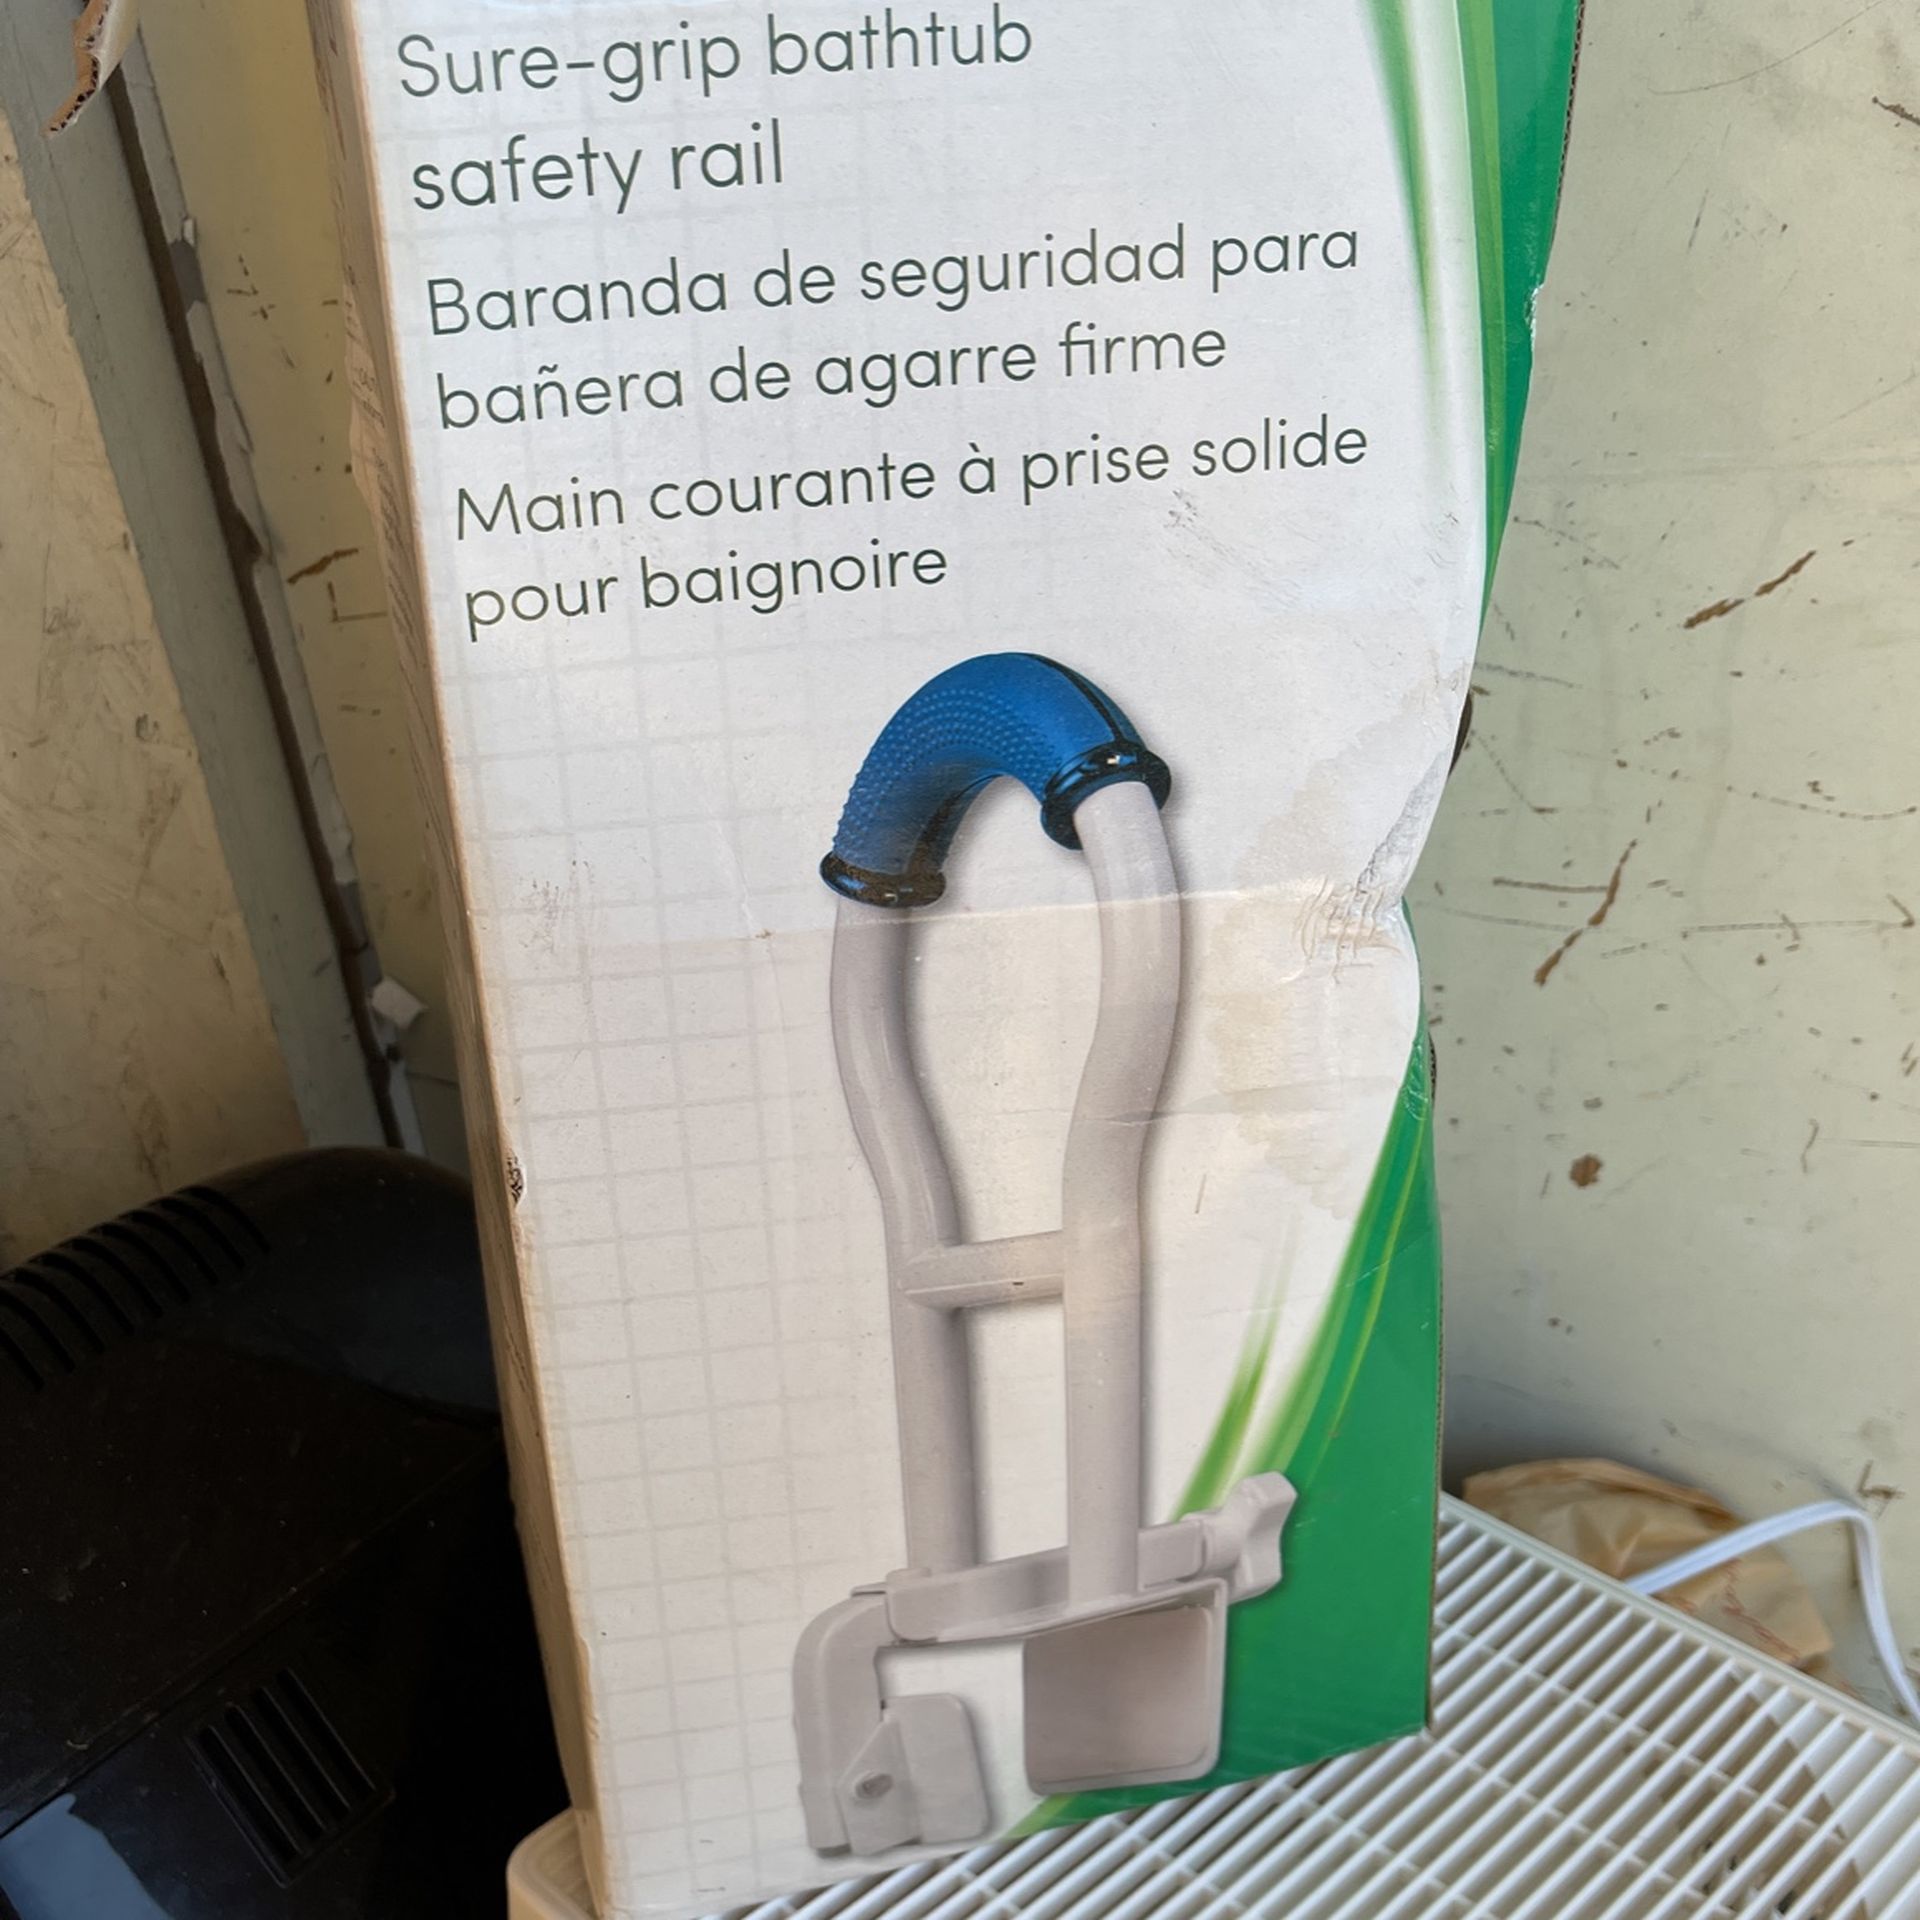 Sure-grip bathtub
safety rail
Baranda de seguridad para
bañera de agarre firme
Main courante à prise solide
pour baignoire